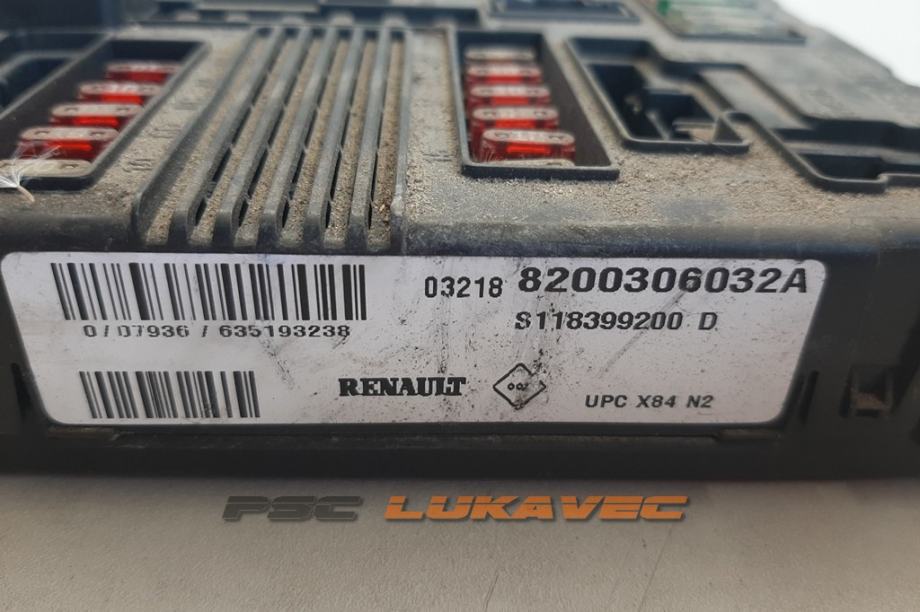 03218 8200306032A
S118399200 D
0/07936/635193238
RENAULT
UPC X84 N2
PSC LUKAVEC